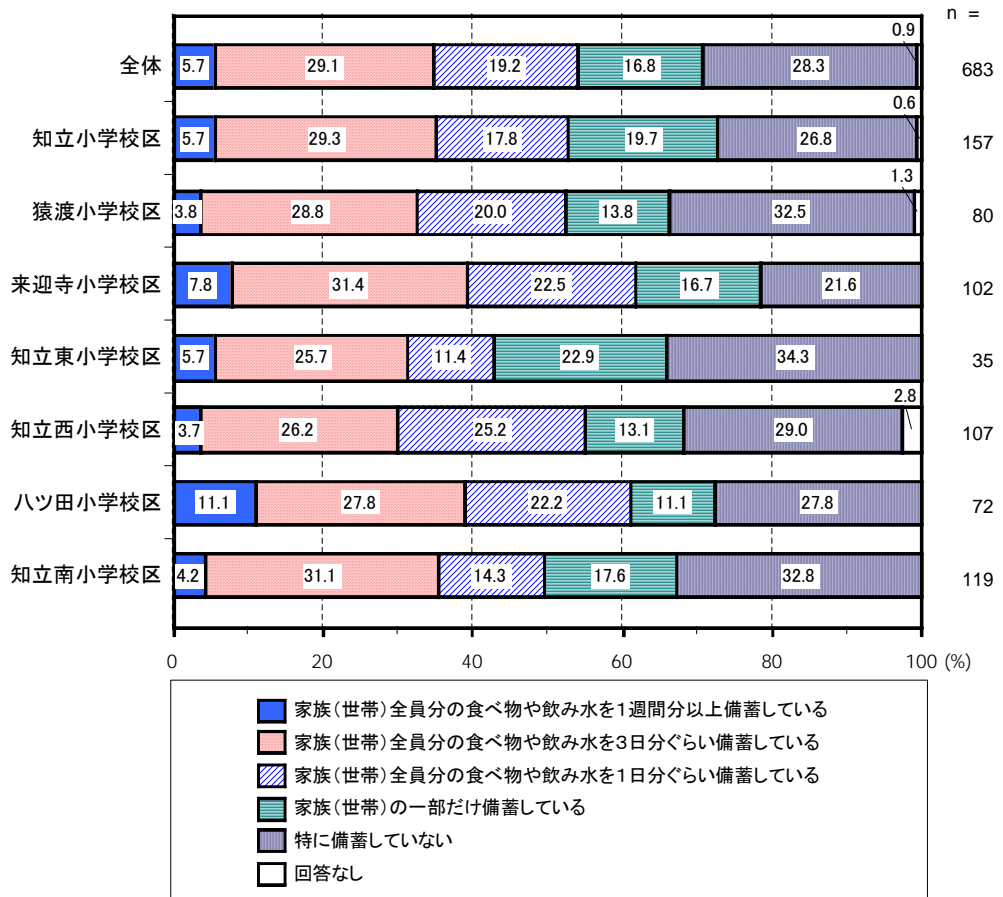 n =
0.9
全体 5.7 29.1 19.2 16.8 28.3 683
0.6
知立小学校区 5.7 29.3 17.8 19.7 26.8 157
1.3
猿渡小学校区 3.8 28.8 20.0 13.8 32.5 80
来迎寺小学校区 7.8 31.4 22.5 16.7 21.6 102
知立東小学校区 5.7 25.7 11.4 22.9 34.3 35
2.8
知立西小学校区 3.7 26.2 25.2 13.1 29.0 107
八ツ田小学校区 11.1 27.8 22.2 11.1 27.8 72
知立南小学校区 4.2 31.1 14.3 17.6 32.8 119
0 20 40 60 80 100 (%)
家族(世帯)全員分の食べ物や飲み水を1週間分以上備蓄している
家族(世帯)全員分の食べ物や飲み水を3日分ぐらい備蓄している
家族(世帯)全員分の食べ物や飲み水を1日分ぐらい備蓄している
家族(世帯)の一部だけ備蓄している
特に備蓄していない
回答なし